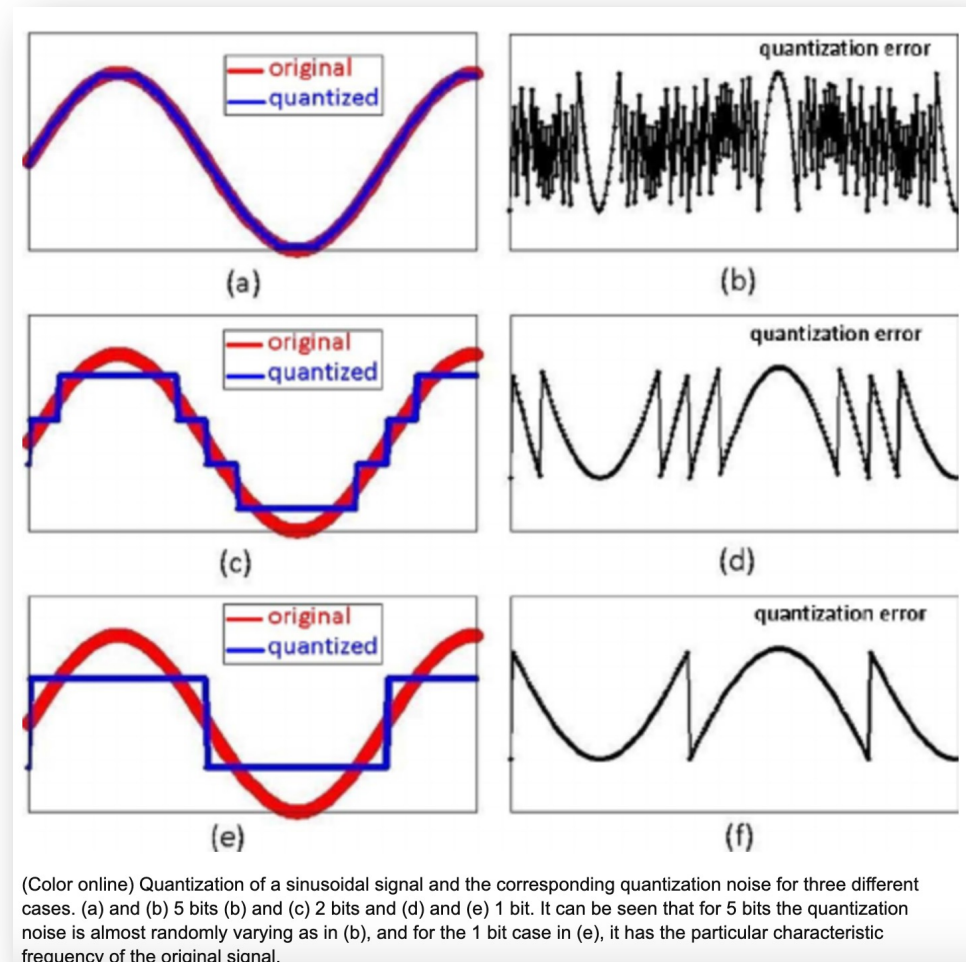 original
quantized
quantization error
(a)
(b)
original
quantized
quantization error
(c)
(d)
original
quantized
quantization error
(e)
(f)
(Color online) Quantization of a sinusoidal signal and the corresponding quantization noise for three different
cases. (a) and (b) 5 bits (b) and (c) 2 bits and (d) and (e) 1 bit. It can be seen that for 5 bits the quantization
noise is almost randomly varying as in (b), and for the 1 bit case in (e), it has the particular characteristic
frequency of the original signal.